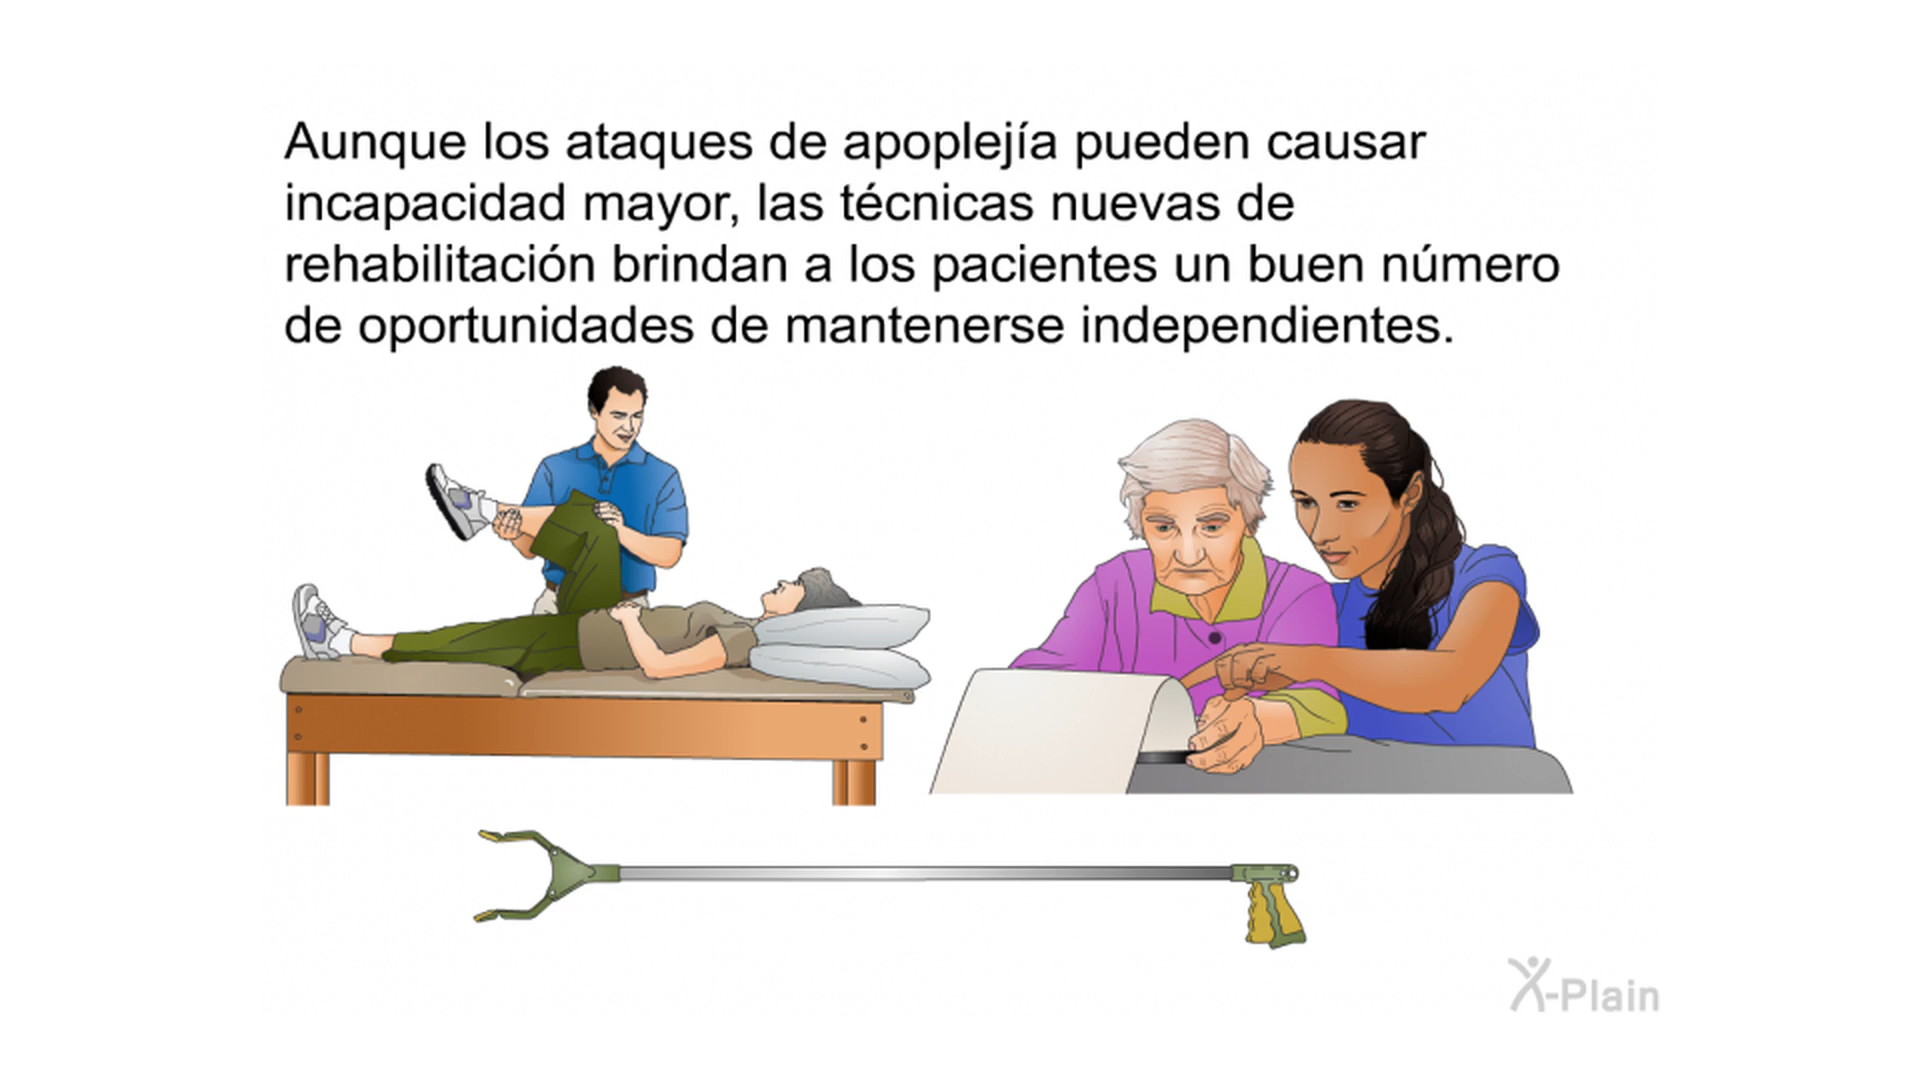 Aunque los ataques de apoplejía pueden causar
incapacidad mayor, las técnicas nuevas de
rehabilitación brindan a los pacientes un buen número
de oportunidades de mantenerse independientes.
X-Plain